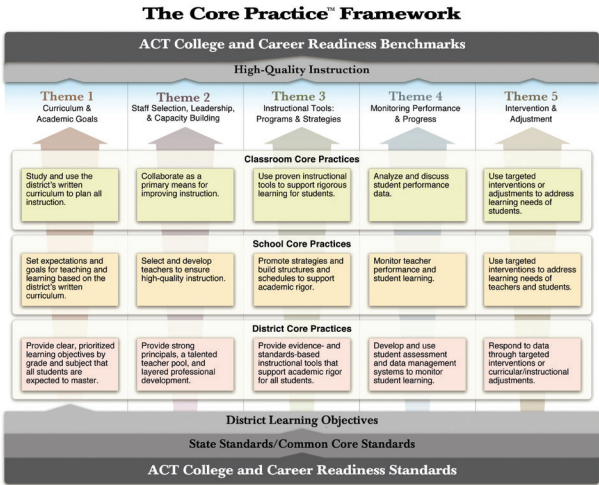 The Core Practice™ Framework
ACT College and Career Readiness Benchmarks
High-Quality Instruction
Theme 1
Curriculum &
Academic Goals
Theme 2
Staff Selection, Leadership,
& Capacity Building
Theme 3
Instructional Tools:
Programs & Strategies
Theme 4
Monitoring Performance
& Progress
Theme 5
Intervention &
Adjustment
Classroom Core Practices
Study and use the
district's written
curriculum to plan all
instruction.
Collaborate as a
primary means for
improving instruction.
Use proven instructional
tools to support rigorous
learning for students.
Analyze and discuss
student performance
data.
Use targeted
interventions or
adjustments to address
learning needs of
students.
School Core Practices
Set expectations and
goals for teaching and
learning based on the
district's written
curriculum.
Select and develop
teachers to ensure
high-quality instruction.
Promote strategies and
build structures and
schedules to support
academic rigor.
Monitor teacher
performance and
student learning.
Use targeted
interventions to address
learning needs of
teachers and students.
District Core Practices
Provide clear, prioritized
learning objectives by
grade and subject that
all students are
expected to master.
Provide strong
principals, a talented
teacher pool, and
layered professional
development.
Provide evidence- and
standards-based
instructional tools that
support academic rigor
for all students.
Develop and use
student assessment
and data management
systems to monitor
student learning.
Respond to data
through targeted
interventions or
curricular/instructional
adjustments.
District Learning Objectives
State Standards/Common Core Standards
ACT College and Career Readiness Standards